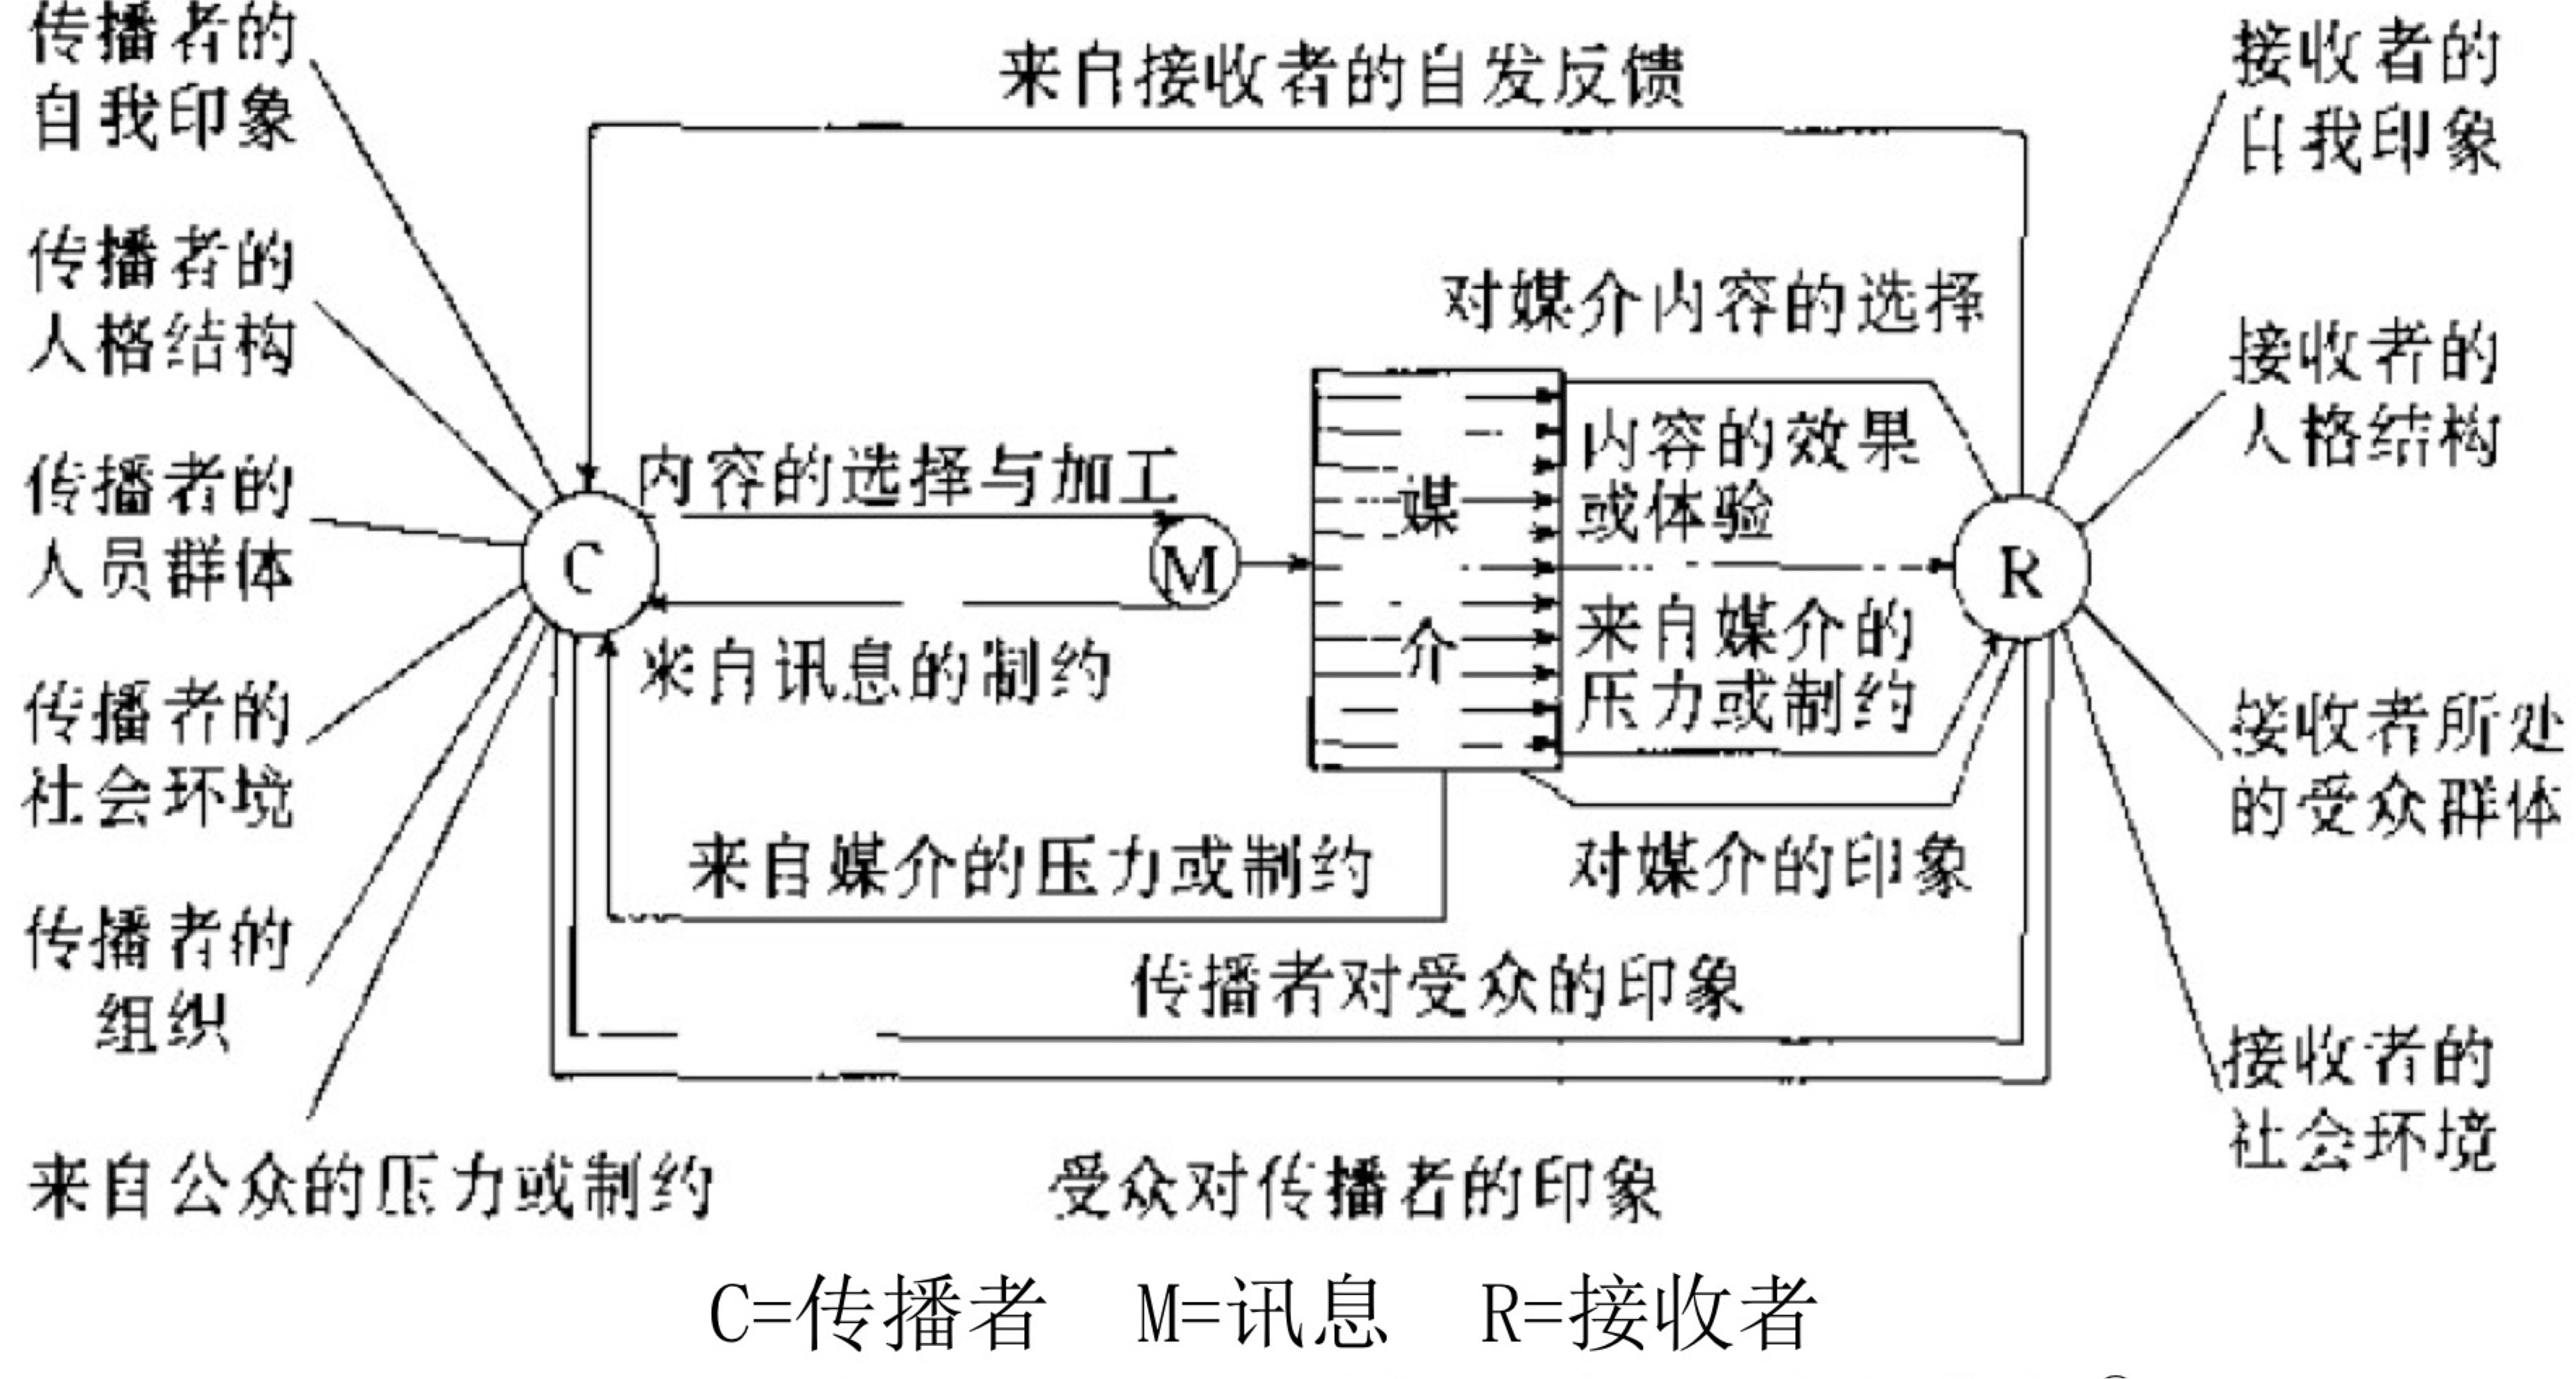 传播者的
自我印象
传播者的
人格结构
传播者的
人员群体
传播者的
社会环境
传播者的
组织
来自公众的压力或制约
来自接收者的自发反馈
C
内容的选择与加工
M
来自讯息的制约
媒
介
对媒介内容的选择
内容的效果
或体验
来自媒介的
压力或制约
R
来自媒介的压力或制约
对媒介的印象
传播者对受众的印象
受众对传播者的印象
接收者的
自我印象
接收者的
人格结构
接收者所处
的受众群体
接收者的
社会环境
C=传播者 M=讯息 R=接收者